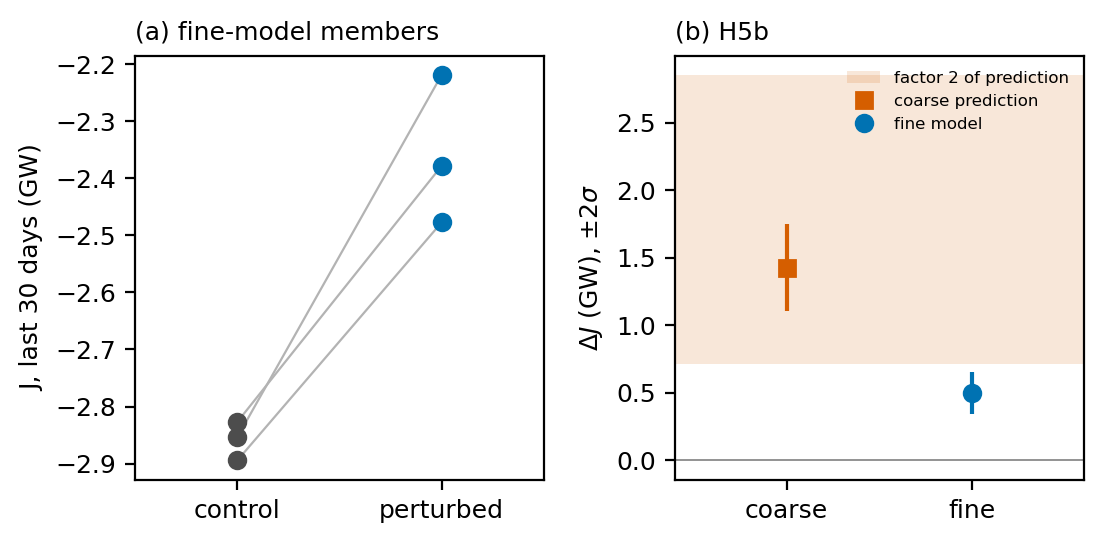 (a) fine-model members
J, last 30 days (GW)
−2.2
−2.3
−2.4
−2.5
−2.6
−2.7
−2.8
−2.9
control
perturbed
(b) H5b
ΔJ (GW), ±2σ
2.5
2.0
1.5
1.0
0.5
0.0
factor 2 of prediction
coarse prediction
fine model
coarse
fine